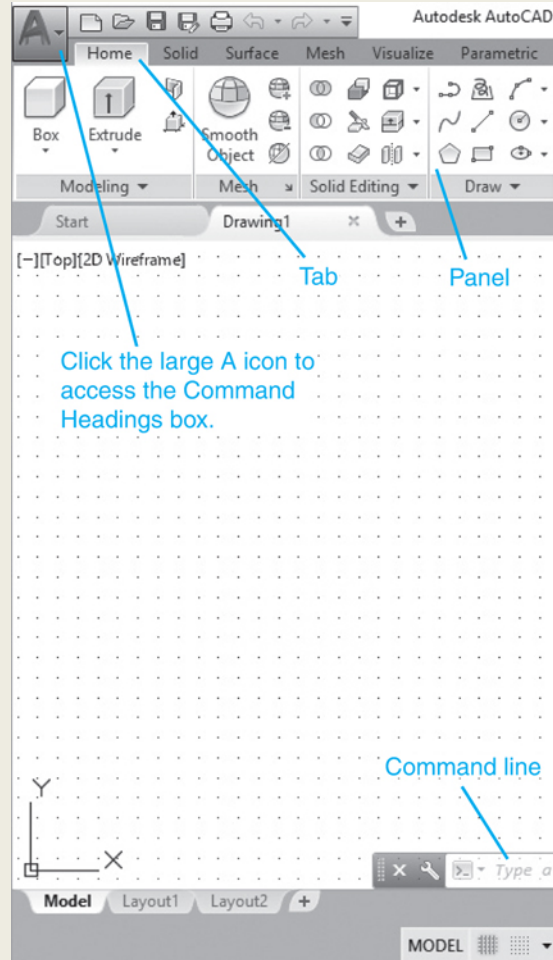 A
Autodesk AutoCAD
Home Solid Surface Mesh Visualize Parametric
Box Extrude Smooth
Object
Modeling Mesh Solid Editing Draw
Start Drawing1
[−][Top][2D Wireframe]
Tab Panel
Click the large A icon to
access the Command
Headings box.
Command line
Y
X
Type a
Model Layout1 Layout2
MODEL